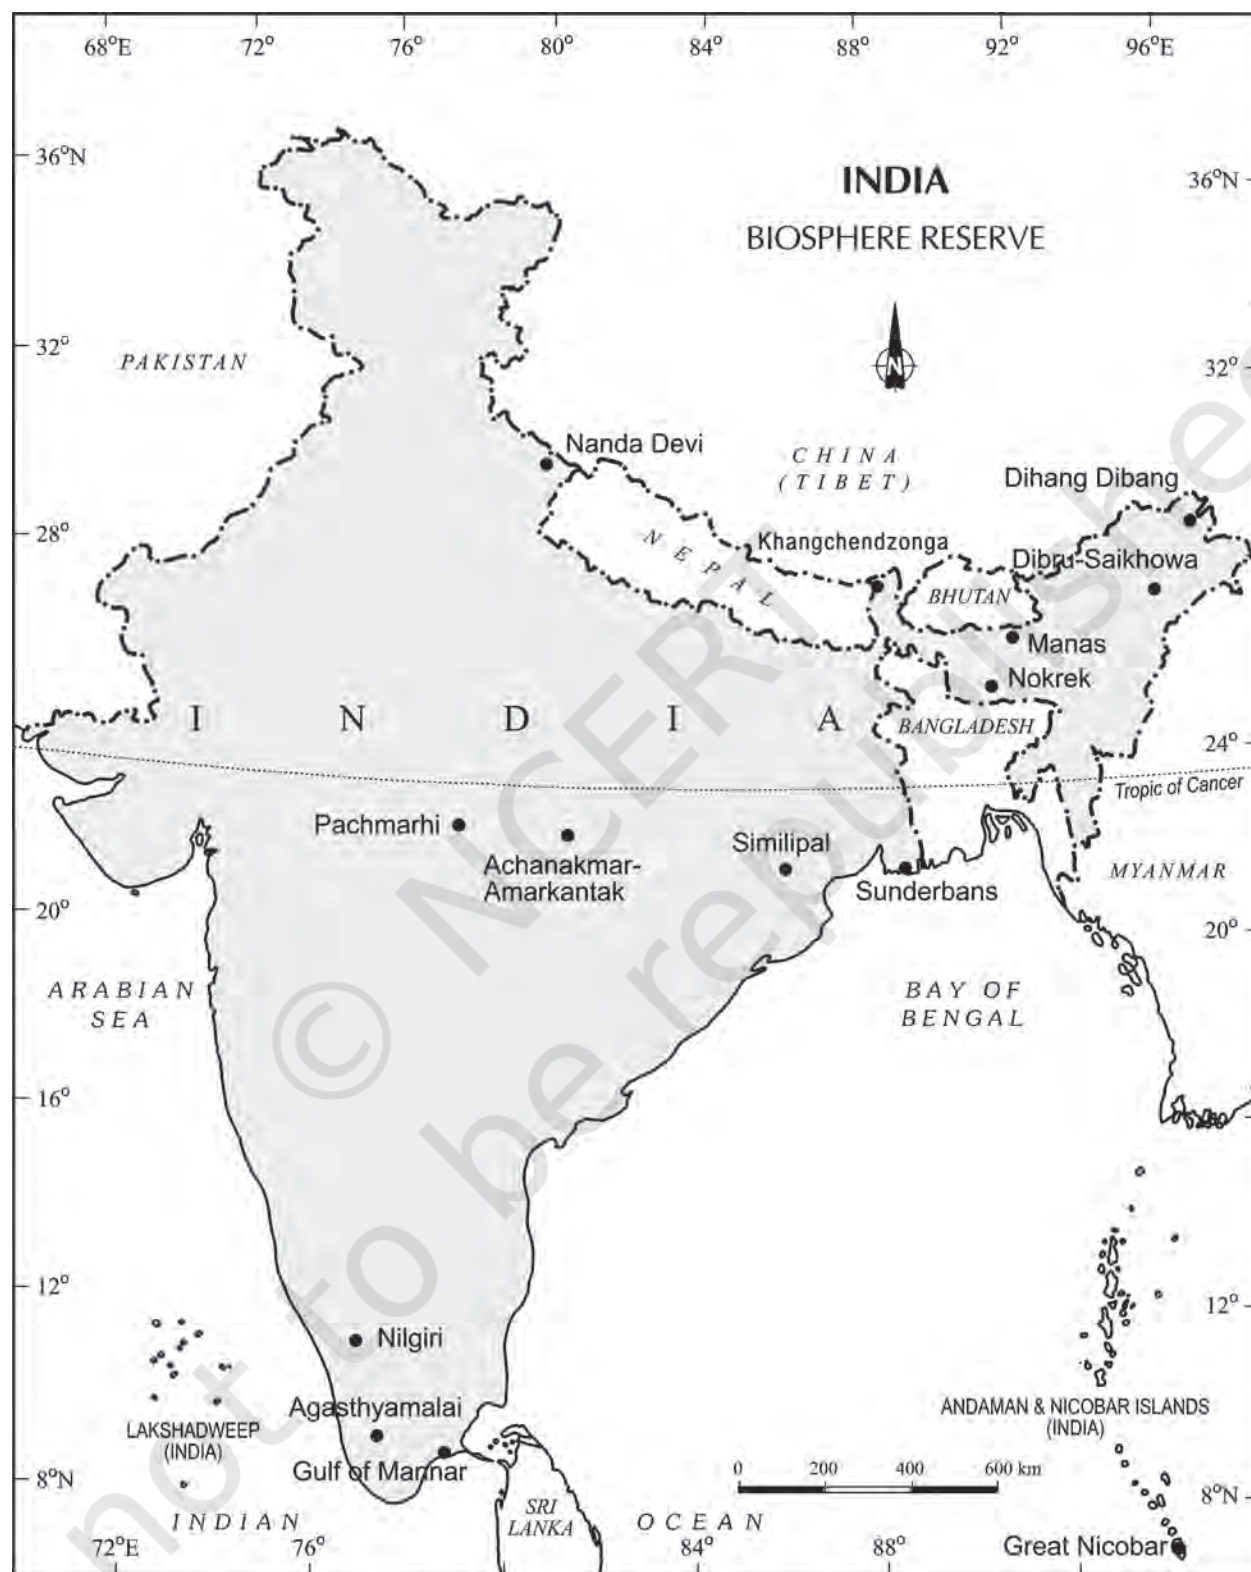 68°E 72° 76° 80° 84° 88° 92° 96°E
36°N
36°N
INDIA
BIOSPHERE RESERVE
N
32°
PAKISTAN
32°
Nanda Devi
CHINA
(TIBET)
Dihang Dibang
28°
NEPAL
Khangchendzonga
Dibru-Saikhowa
BHUTAN
Manas
Nokrek
INDIA
BANGLADESH
24°
Tropic of Cancer
Pachmarhi
Achanakmar-
Amarkantak
Similipal
Sunderbans
MYANMAR
20°
20°
ARABIAN
SEA
BAY OF
BENGAL
16°
12°
12°
Nilgiri
Agasthyamalai
LAKSHADWEEP
(INDIA)
Gulf of Mannar
ANDAMAN & NICOBAR ISLANDS
(INDIA)
0 200 400 600 km
8°N
8°N
SRI
LANKA
INDIAN OCEAN
Great Nicobar
72°E 76° 84° 88°
© NCERT
not to be republished